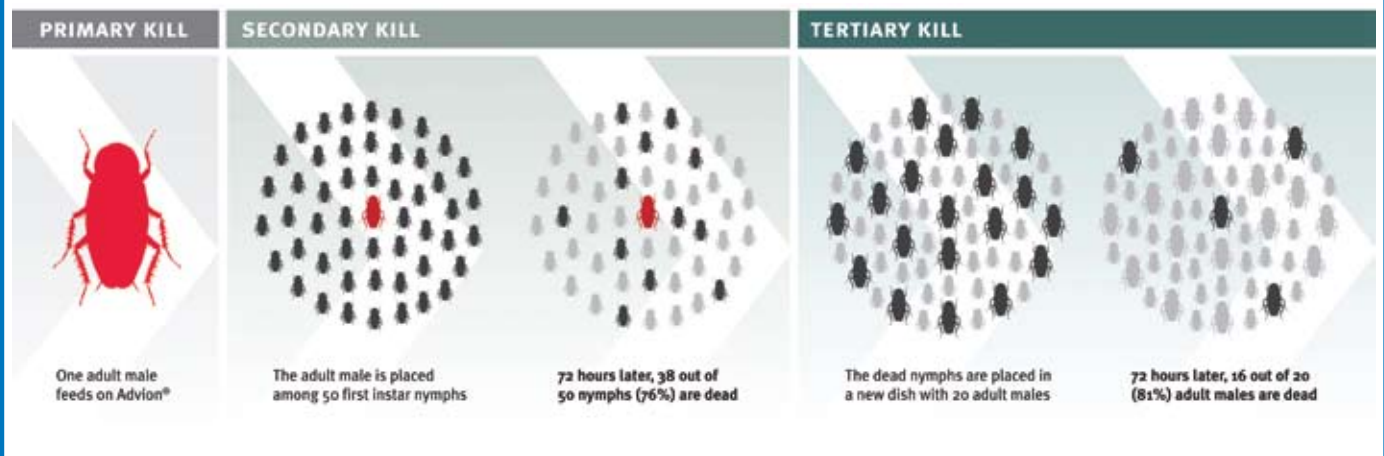 PRIMARY KILL
SECONDARY KILL
TERTIARY KILL
One adult male
feeds on Advion®
The adult male is placed
among 50 first instar nymphs
72 hours later, 38 out of
50 nymphs (76%) are dead
The dead nymphs are placed in
a new dish with 20 adult males
72 hours later, 16 out of 20
(81%) adult males are dead